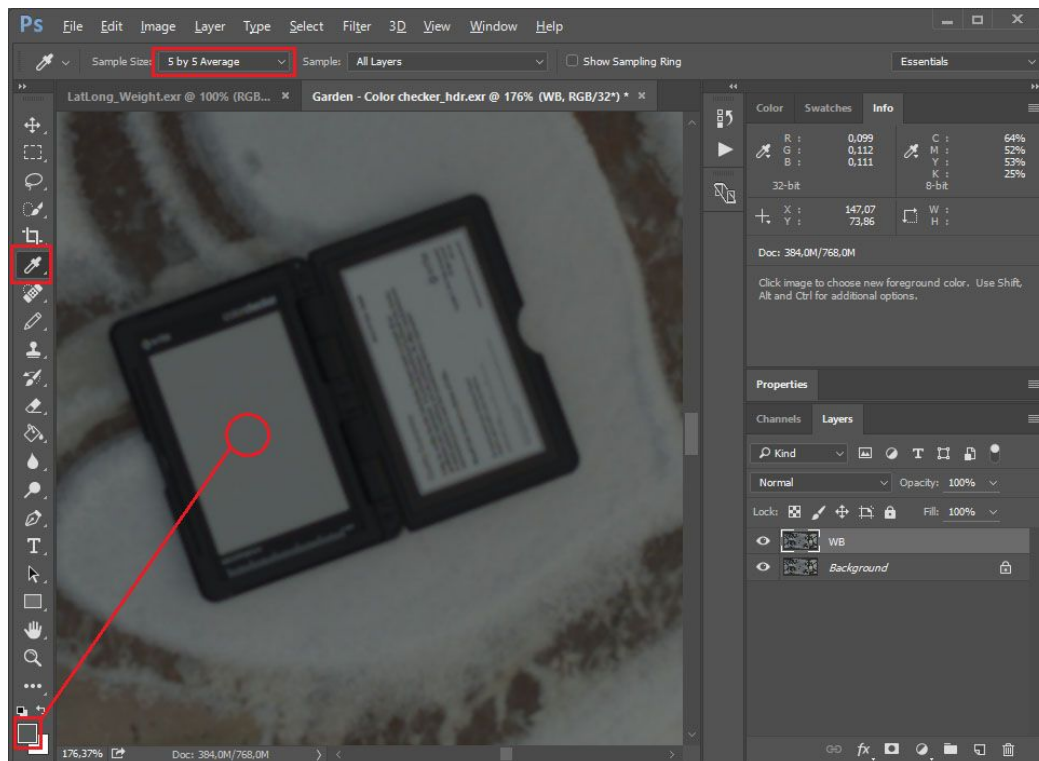 Ps File Edit Image Layer Type Select Filter 3D View Window Help
Sample Size: 5 by 5 Average Sample: All Layers Show Sampling Ring Essentials
LatLong_Weight.exr @ 100% (RGB... × Garden - Color checker_hdr.exr @ 176% (WB, RGB/32*) * ×
Color Swatches Info
R : 0,099 C : 64%
G : 0,112 M : 52%
B : 0,111 Y : 53%
K : 25%
32-bit 8-bit
X : 147,07 W :
Y : 73,86 H :
Doc: 384,0M/768,0M
Click image to choose new foreground color. Use Shift,
Alt and Ctrl for additional options.
Properties
Channels Layers
Kind
Normal Opacity: 100%
Lock: Fill: 100%
WB
Background
176,37% Doc: 384,0M/768,0M